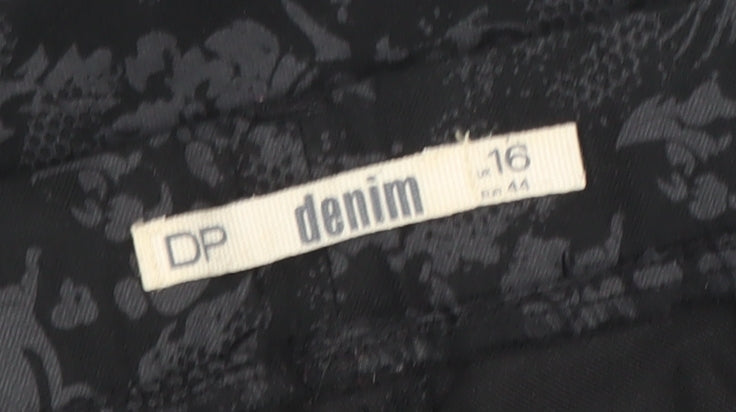 DP denim UK 16
EUR 44